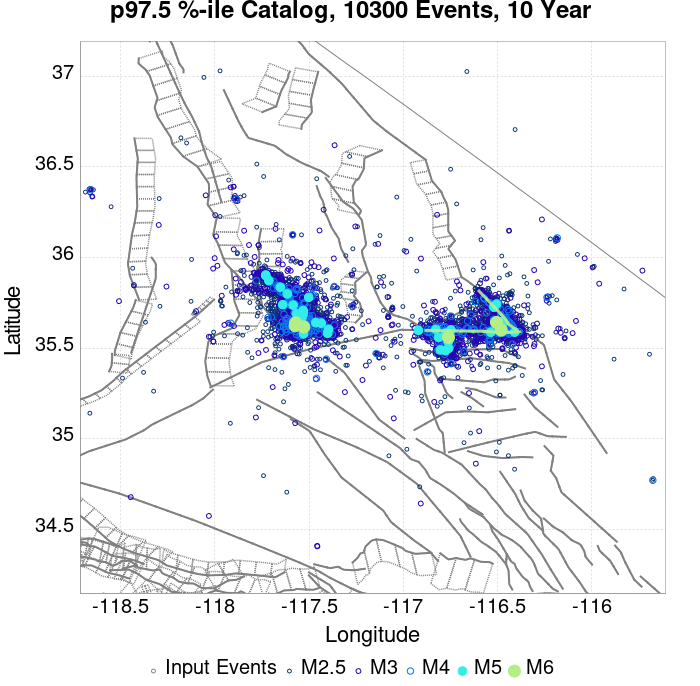 p97.5 %-ile Catalog, 10300 Events, 10 Year
37
36.5
36
35.5
35
34.5
Latitude
-118.5 -118 -117.5 -117 -116.5 -116
Longitude
Input Events M2.5 M3 M4 M5 M6